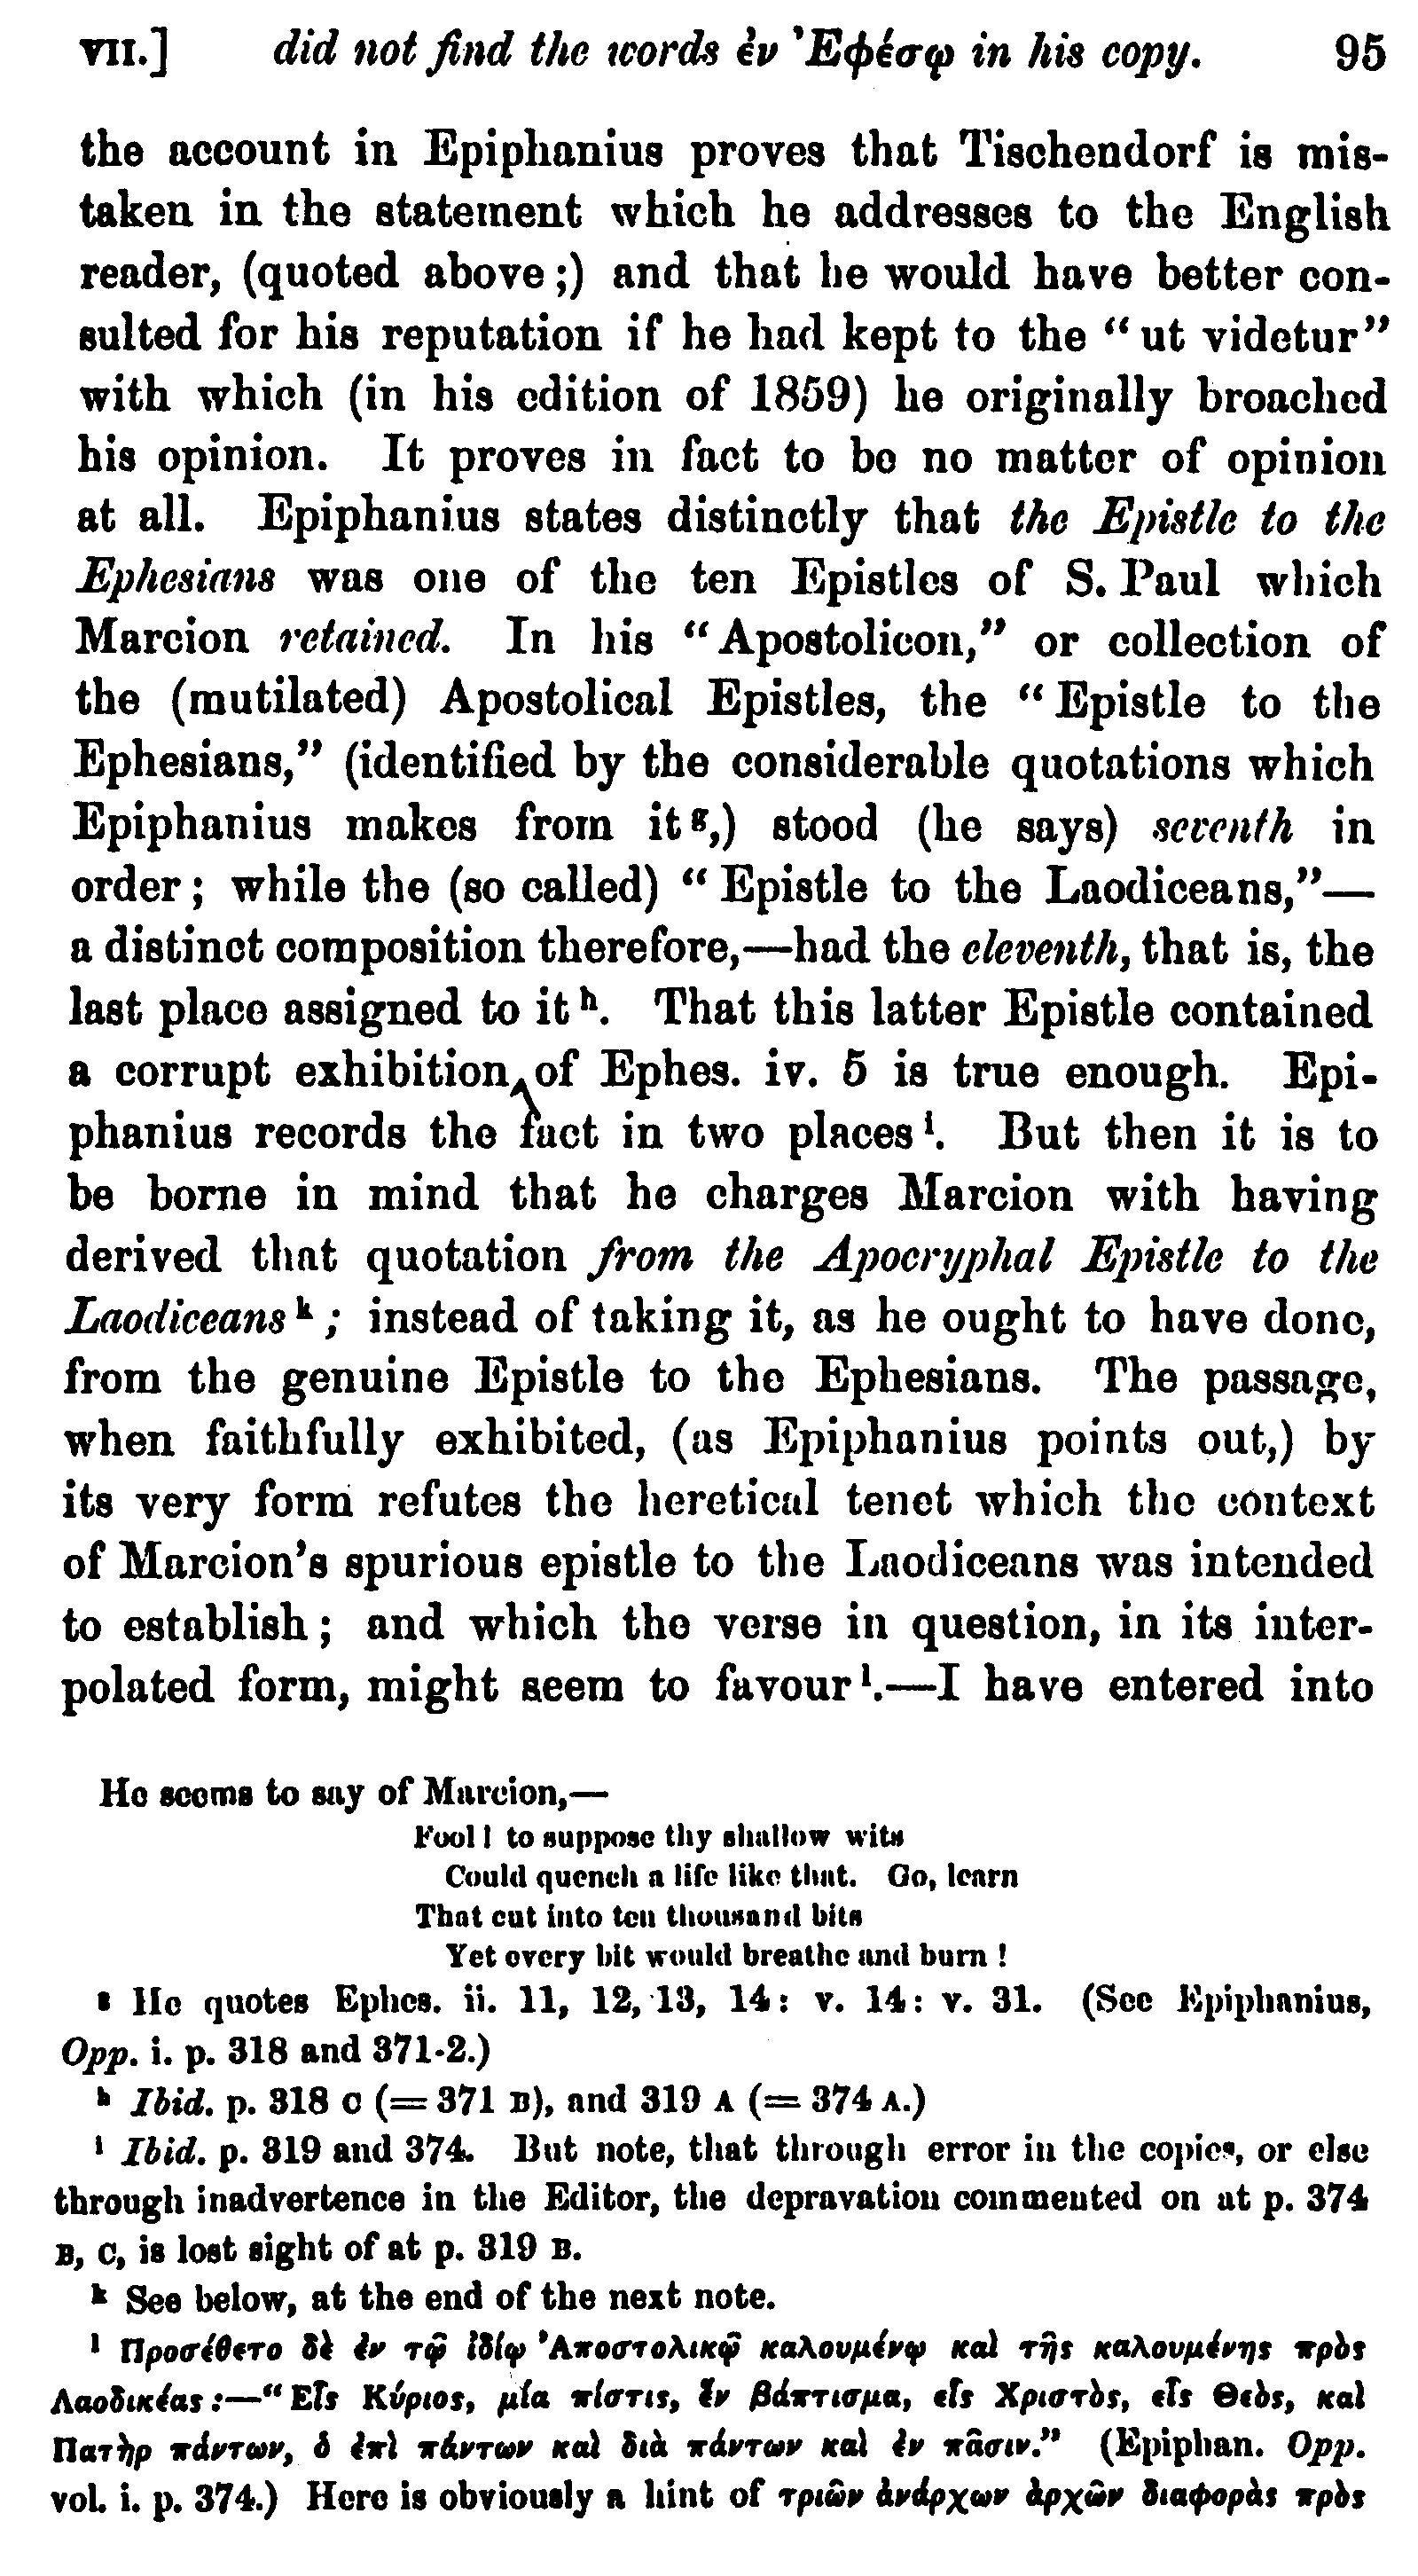 VII.] did not find the words ἐν Ἐφέσῳ in his copy. 95
the account in Epiphanius proves that Tischendorf is mis-
taken in the statement which he addresses to the English
reader, (quoted above;) and that he would have better con-
sulted for his reputation if he had kept to the “ut videtur”
with which (in his edition of 1859) he originally broached
his opinion. It proves in fact to be no matter of opinion
at all. Epiphanius states distinctly that the Epistle to the
Ephesians was one of the ten Epistles of S. Paul which
Marcion retained. In his “Apostolicon,” or collection of
the (mutilated) Apostolical Epistles, the “Epistle to the
Ephesians,” (identified by the considerable quotations which
Epiphanius makes from it g,) stood (he says) seventh in
order; while the (so called) “Epistle to the Laodiceans,”—
a distinct composition therefore,—had the eleventh, that is, the
last place assigned to it h. That this latter Epistle contained
a corrupt exhibition of Ephes. iv. 5 is true enough. Epi-
phanius records the fact in two places i. But then it is to
be borne in mind that he charges Marcion with having
derived that quotation from the Apocryphal Epistle to the
Laodiceans k; instead of taking it, as he ought to have done,
from the genuine Epistle to the Ephesians. The passage,
when faithfully exhibited, (as Epiphanius points out,) by
its very form refutes the heretical tenet which the context
of Marcion’s spurious epistle to the Laodiceans was intended
to establish; and which the verse in question, in its inter-
polated form, might seem to favour l.—I have entered into
He seems to say of Marcion,—
Fool! to suppose thy shallow wits
Could quench a life like that. Go, learn
That cut into ten thousand bits
Yet every bit would breathe and burn!
g He quotes Ephes. ii. 11, 12, 13, 14: v. 14: v. 31. (See Epiphanius,
Opp. i. p. 318 and 371-2.)
h Ibid. p. 318 C (= 371 B), and 319 A (= 374 A.)
i Ibid. p. 319 and 374. But note, that through error in the copies, or else
through inadvertence in the Editor, the depravation commented on at p. 374
B, C, is lost sight of at p. 319 B.
k See below, at the end of the next note.
l Προσέθετο δὲ ἐν τῷ ἰδίῳ Ἀποστολικῷ καλουμένῳ καὶ τῆς καλουμένης πρὸς
Λαοδικέας:—“Εἷς Κύριος, μία πίστις, ἓν βάπτισμα, εἷς Χριστὸς, εἷς Θεὸς, καὶ
Πατὴρ πάντων, ὁ ἐπὶ πάντων καὶ διὰ πάντων καὶ ἐν πᾶσιν.” (Epiphan. Opp.
vol. i. p. 374.) Here is obviously a hint of τριῶν ἀνάρχων ἀρχῶν διαφορὰς πρὸς